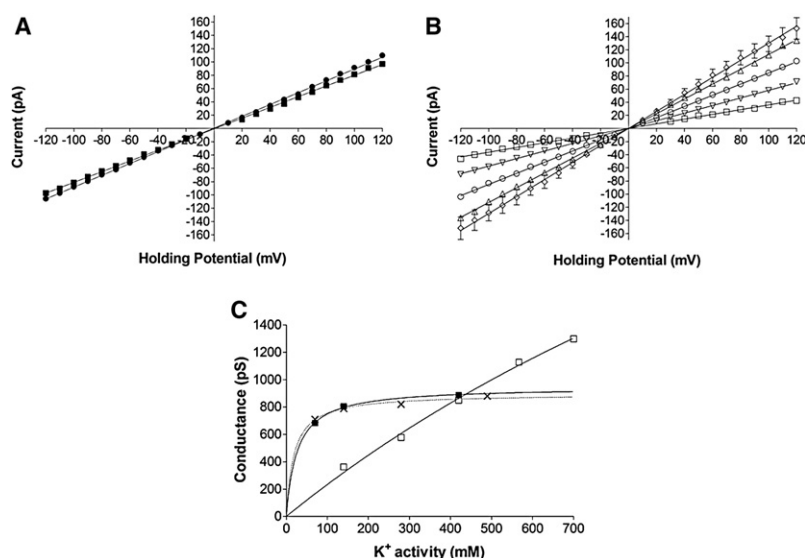 A
160
140
120
100
80
60
40
20
-120 -100 -80 -60 -40 -20
20 40 60 80 100 120
-20
-40
-60
-80
-100
-120
-140
-160
Current (pA)
Holding Potential (mV)
B
160
140
120
100
80
60
40
20
-120 -100 -80 -60 -40 -20
20 40 60 80 100 120
-20
-40
-60
-80
-100
-120
-140
-160
Current (pA)
Holding Potential (mV)
C
1400
1200
1000
800
600
400
200
0
0 100 200 300 400 500 600 700
Conductance (pS)
K⁺ activity (mM)